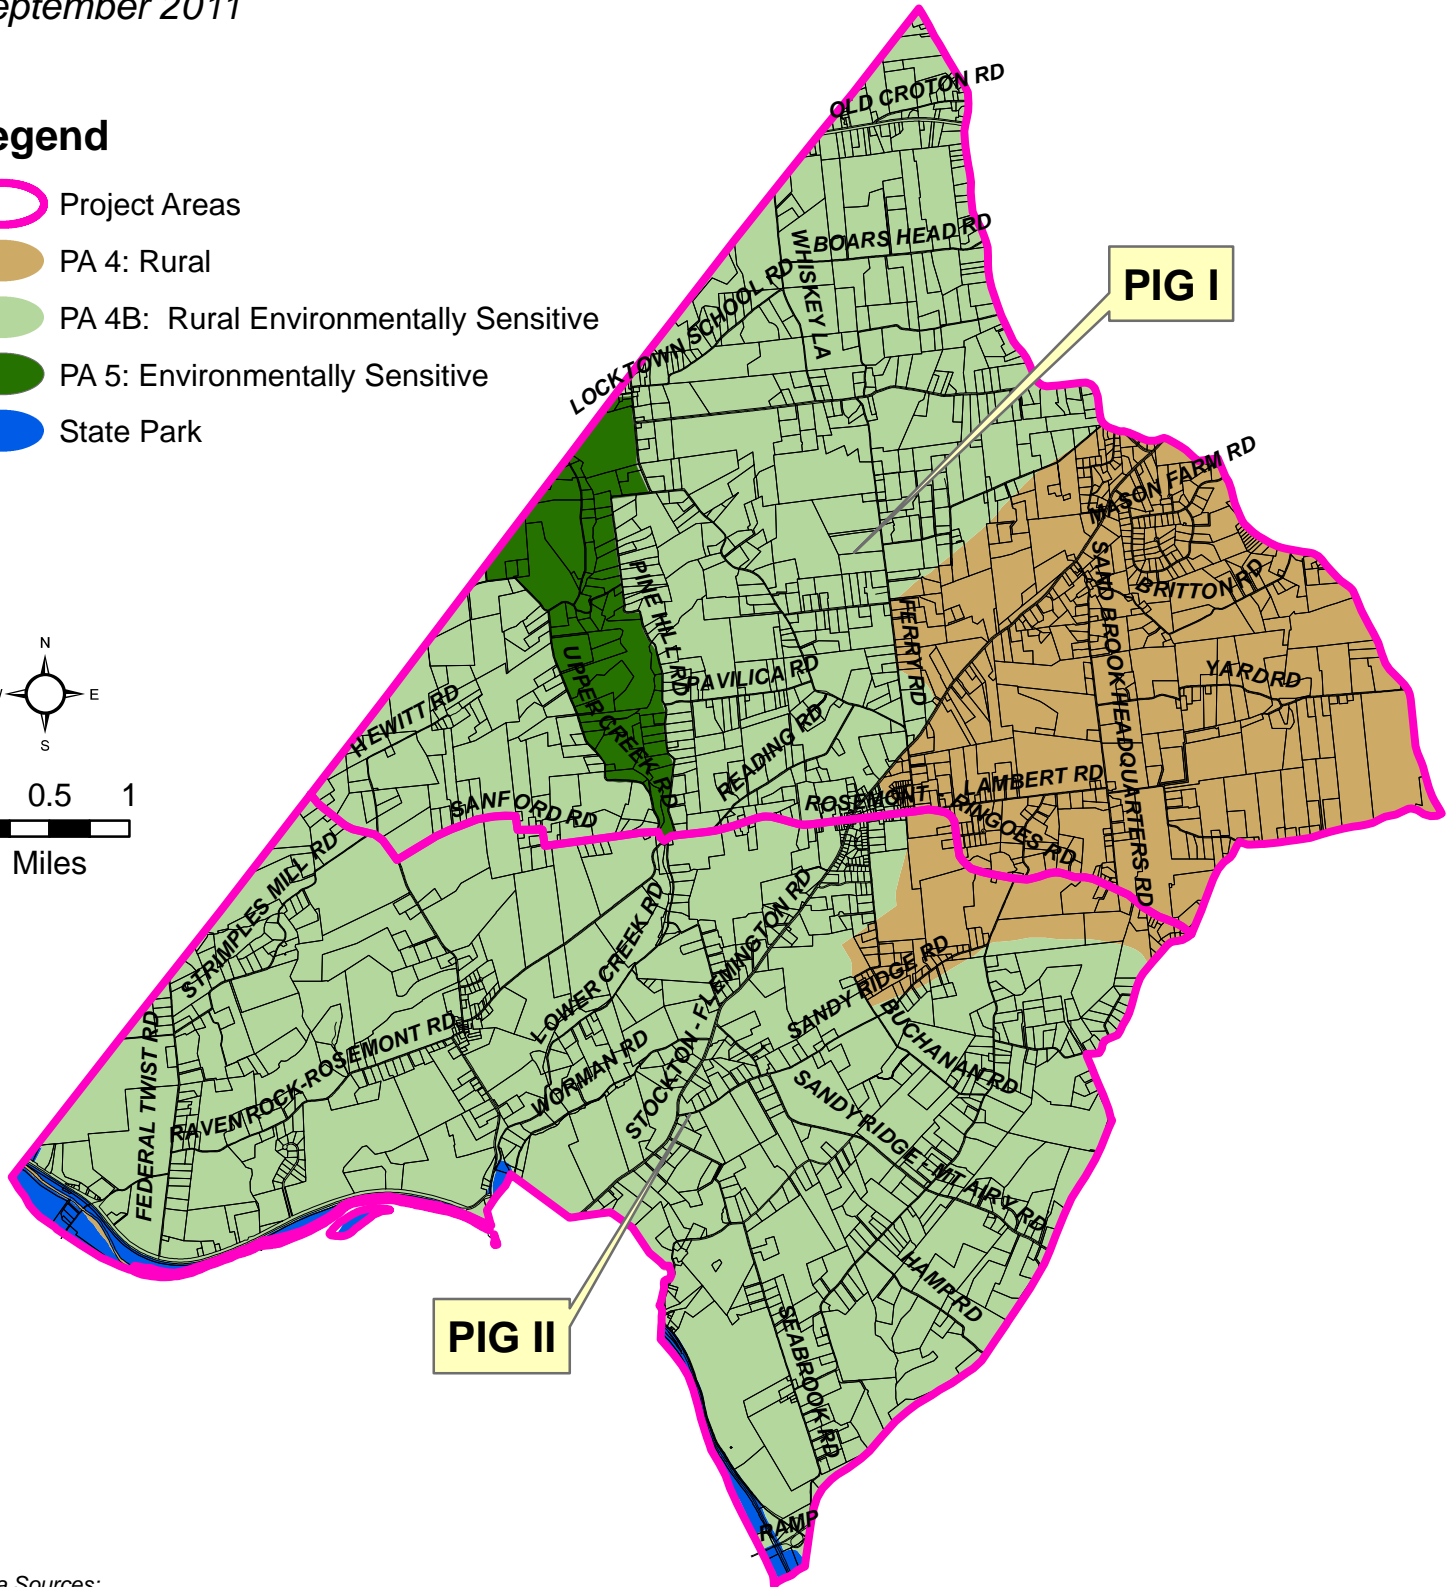 eptember 2011
egend
Project Areas
PA 4: Rural
PA 4B: Rural Environmentally Sensitive
PA 5: Environmentally Sensitive
State Park
N
E
S
0.5 1
Miles
OLD CROTON RD
BOARS HEAD RD
WHISKEY LA
LOCKTOWN SCHOOL RD
PIG I
MASON FARM RD
SAND BROOK HEADQUARTERS RD
BRITTON RD
FERRY RD
PINE HILL RD
UPPER CREEK RD
PAVILICA RD
YARD RD
HEWITT RD
READING RD
LAMBERT RD
ROSEMONT - RINGOES RD
SANFORD RD
STRIMPLES MILL RD
LOWER CREEK RD
STOCKTON - FLEMINGTON RD
SANDY RIDGE RD
BUCHANAN RD
FEDERAL TWIST RD
RAVEN ROCK-ROSEMONT RD
WORMAN RD
SANDY RIDGE - MT AIRY RD
HAMP RD
PIG II
SEABROOK RD
RAMP
a Sources: